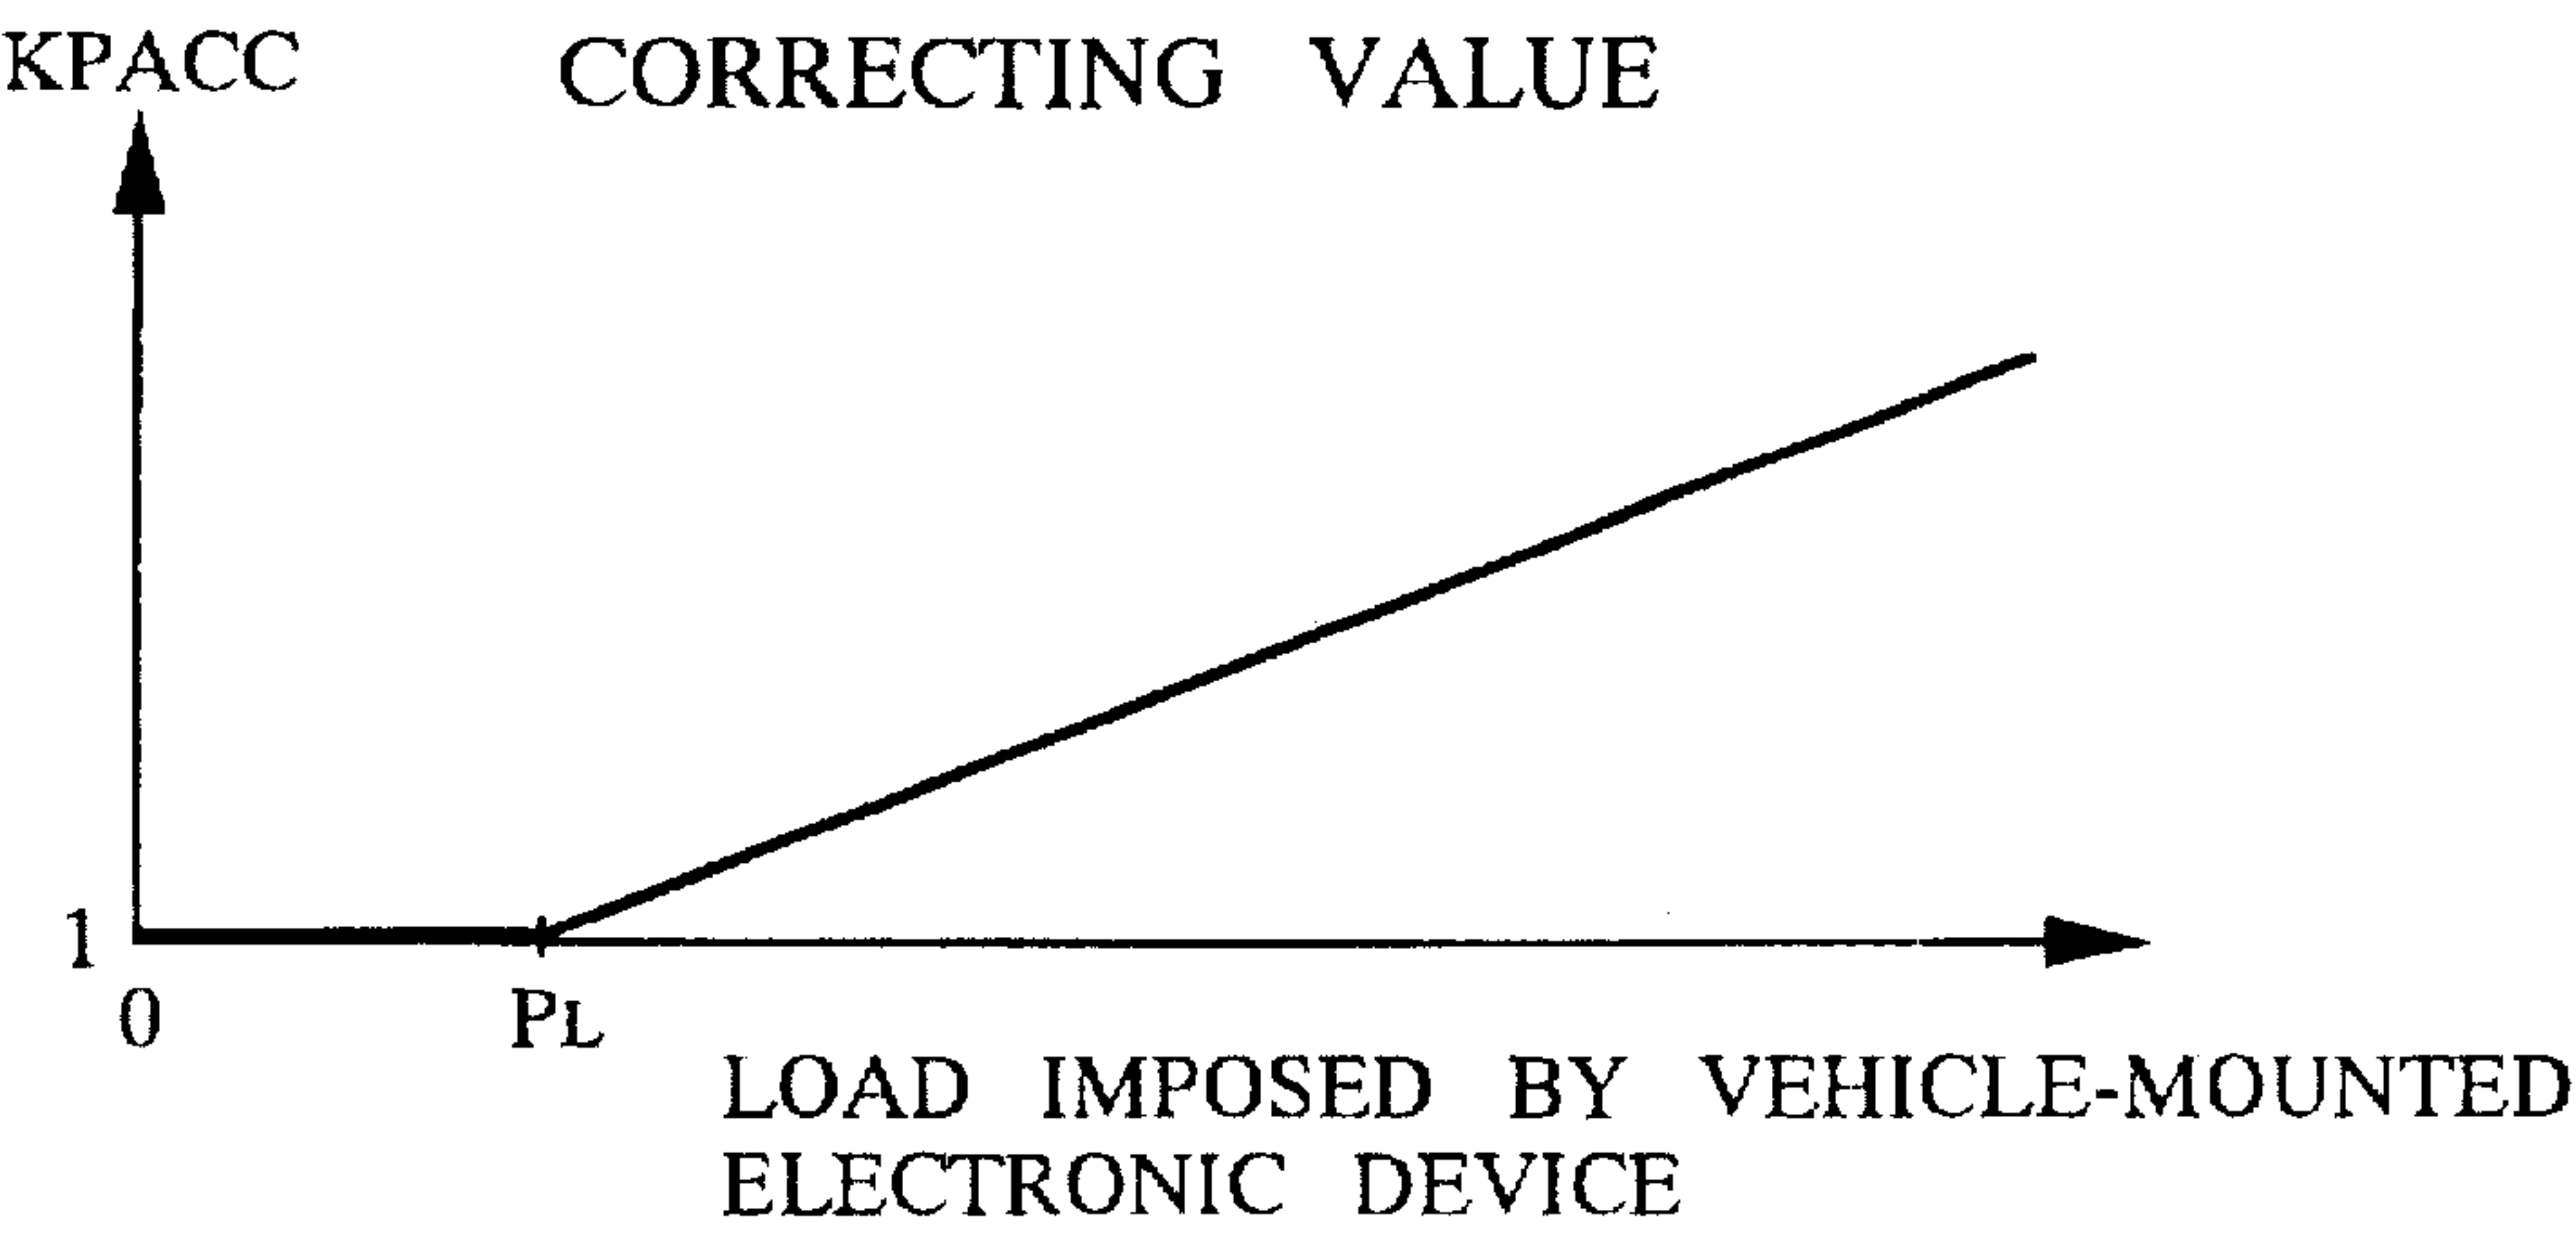 KPACC
CORRECTING VALUE
1
0
PL
LOAD IMPOSED BY VEHICLE-MOUNTED
ELECTRONIC DEVICE